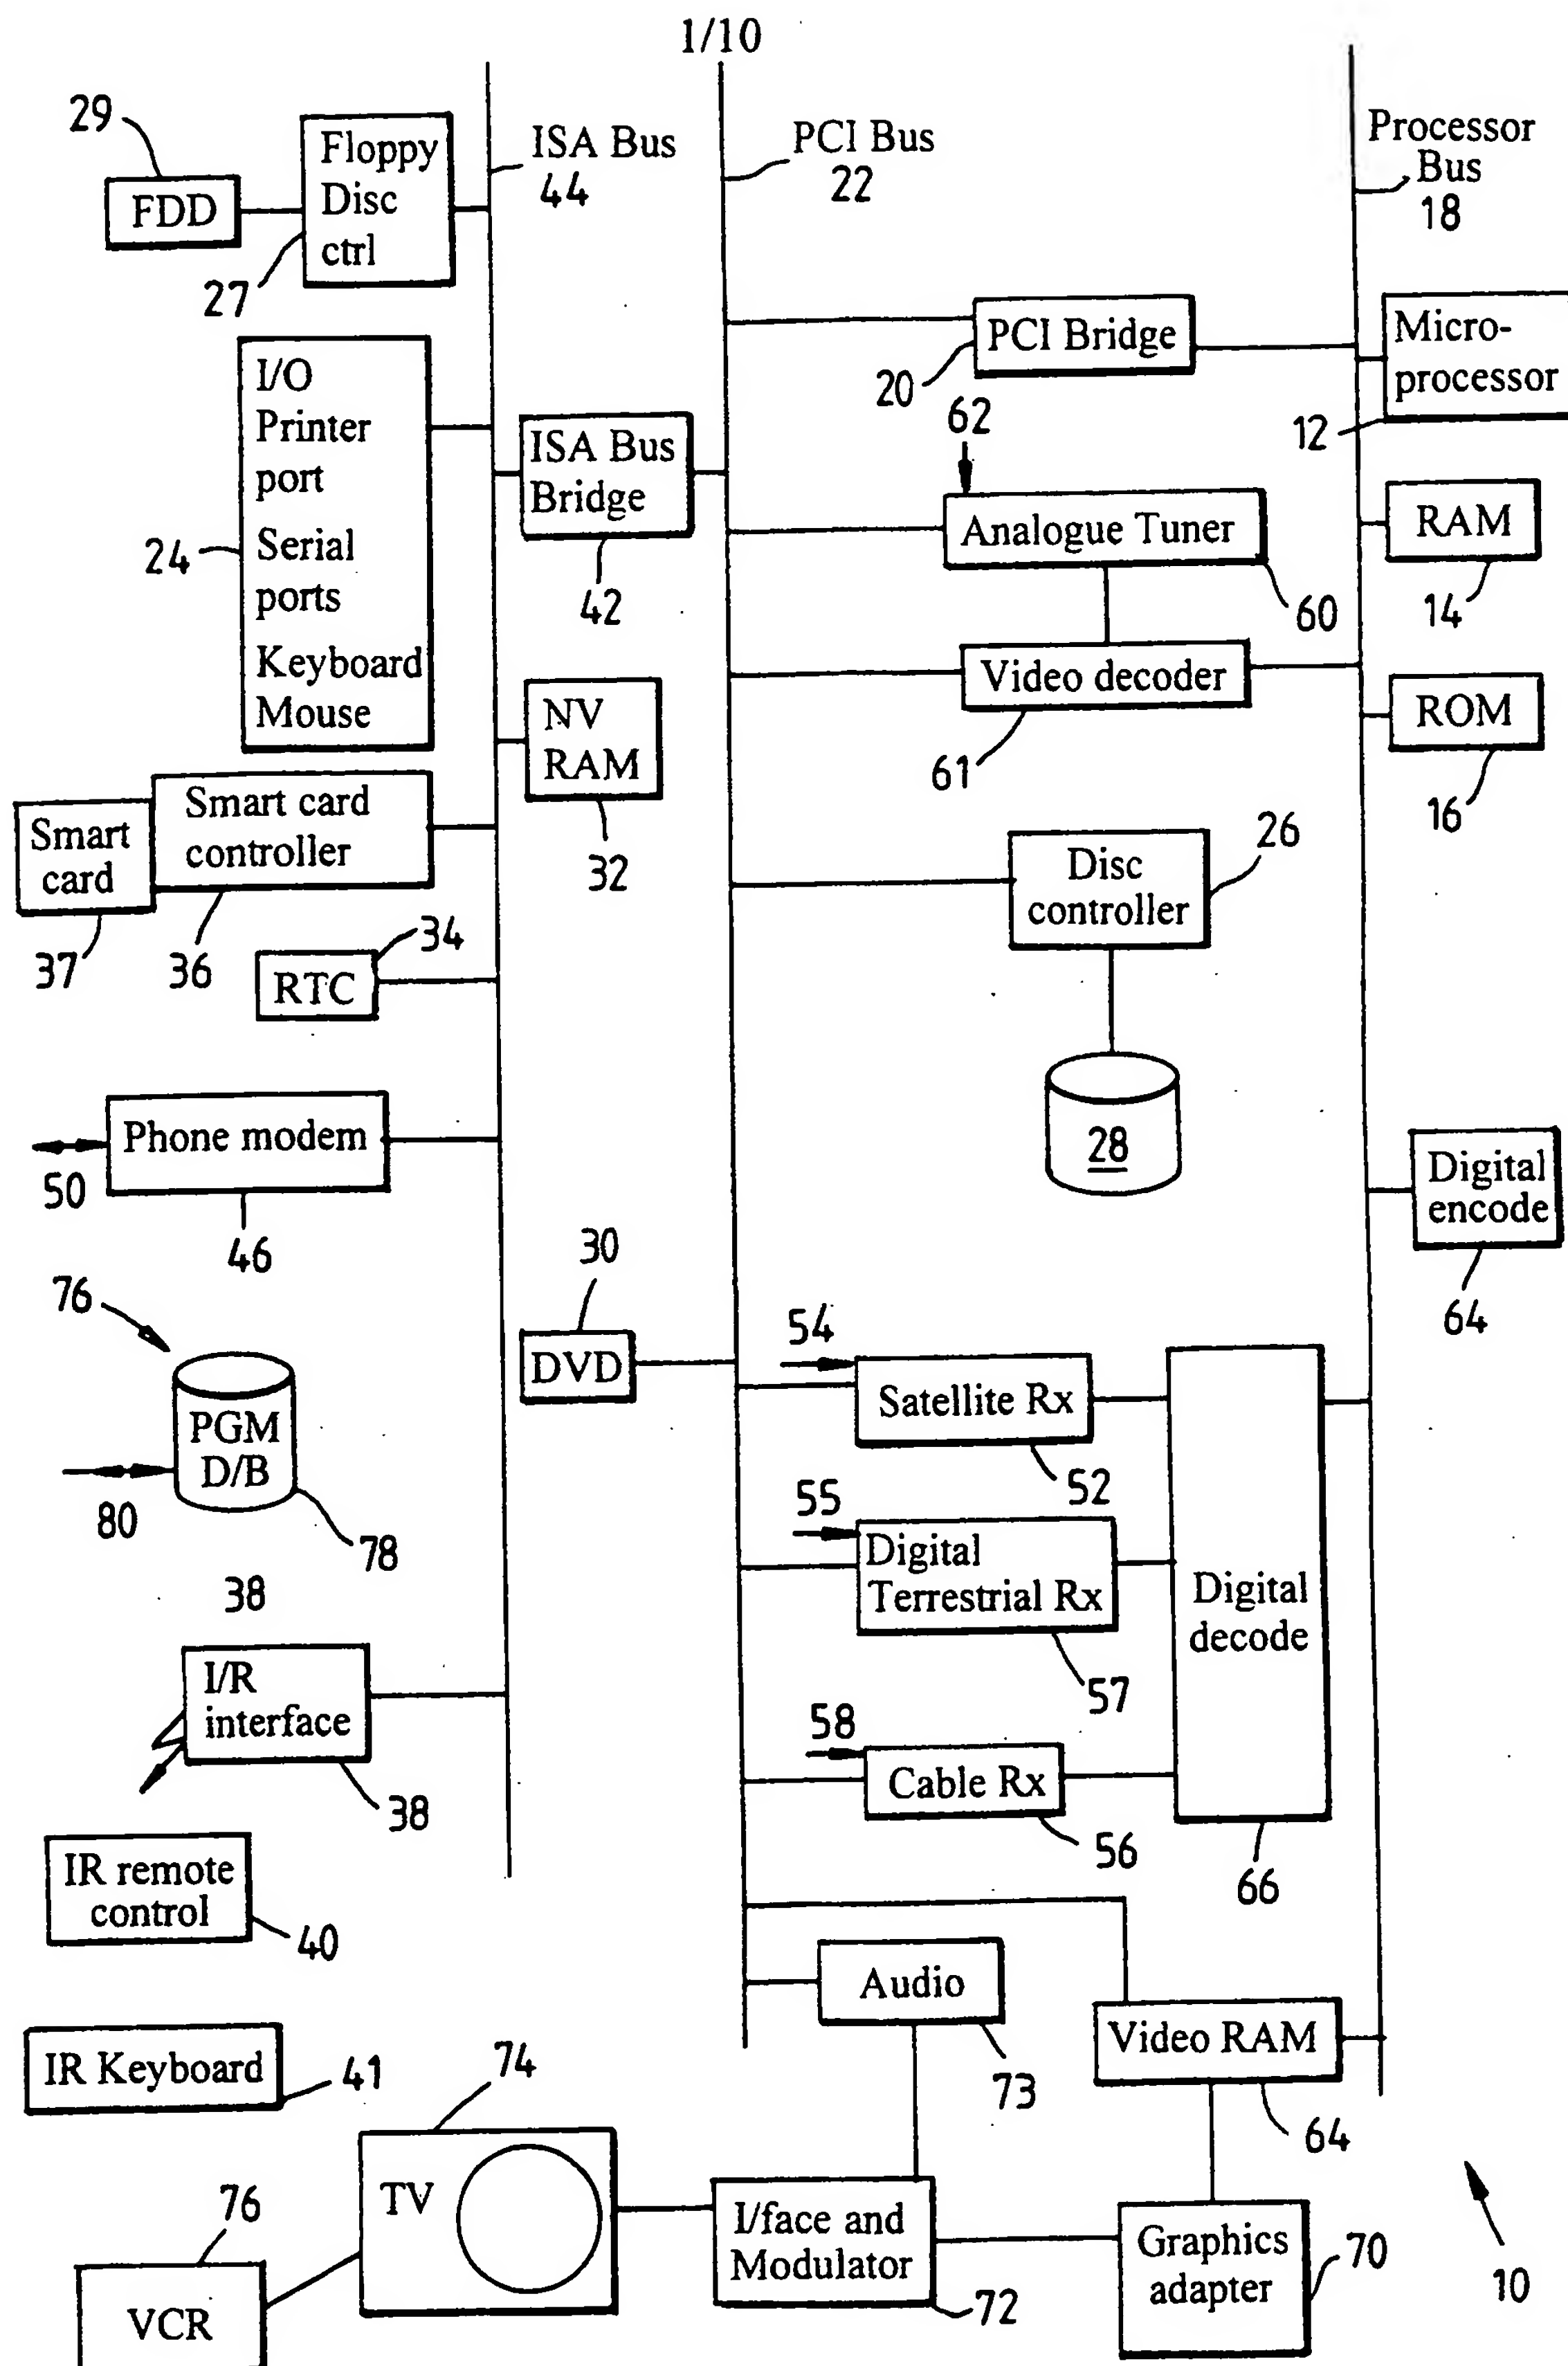 1/10
29
FDD
Floppy
Disc
ctrl
27
ISA Bus
44
PCI Bus
22
Processor
Bus
18
I/O
Printer
port
Serial
ports
Keyboard
Mouse
24
ISA Bus
Bridge
42
PCI Bridge
20
Micro-
processor
12
62
Analogue Tuner
60
RAM
14
Video decoder
61
ROM
16
NV
RAM
32
Smart card
controller
36
Smart
card
37
34
RTC
Disc
controller
26
28
Phone modem
50
46
Digital
encode
64
30
DVD
76
PGM
D/B
80
78
54
Satellite Rx
52
55
Digital
Terrestrial Rx
57
Digital
decode
66
58
Cable Rx
56
38
I/R
interface
38
IR remote
control
40
Audio
73
Video RAM
64
IR Keyboard
41
74
TV
I/face and
Modulator
72
Graphics
adapter
70
10
76
VCR